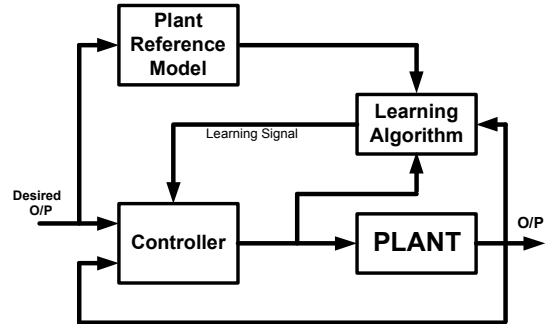 Plant
Reference
Model
Learning
Algorithm
Learning Signal
Desired
O/P
Controller
PLANT
O/P